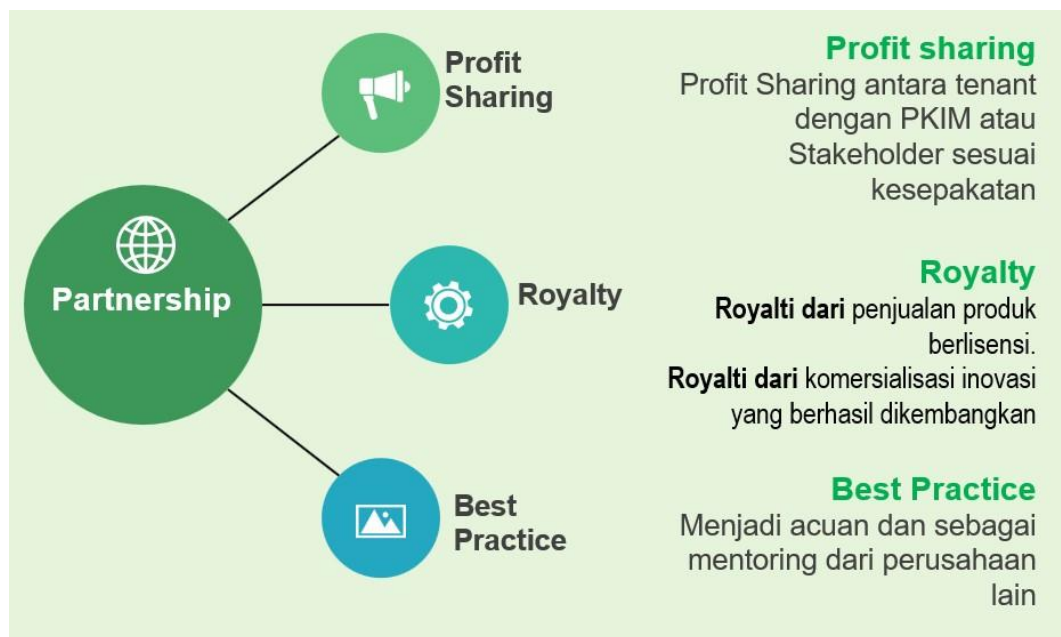 Partnership
Profit
Sharing
Royalty
Best
Practice
Profit sharing
Profit Sharing antara tenant
dengan PKIM atau
Stakeholder sesuai
kesepakatan
Royalty
Royalti dari penjualan produk
berlisensi.
Royalti dari komersialisasi inovasi
yang berhasil dikembangkan
Best Practice
Menjadi acuan dan sebagai
mentoring dari perusahaan
lain